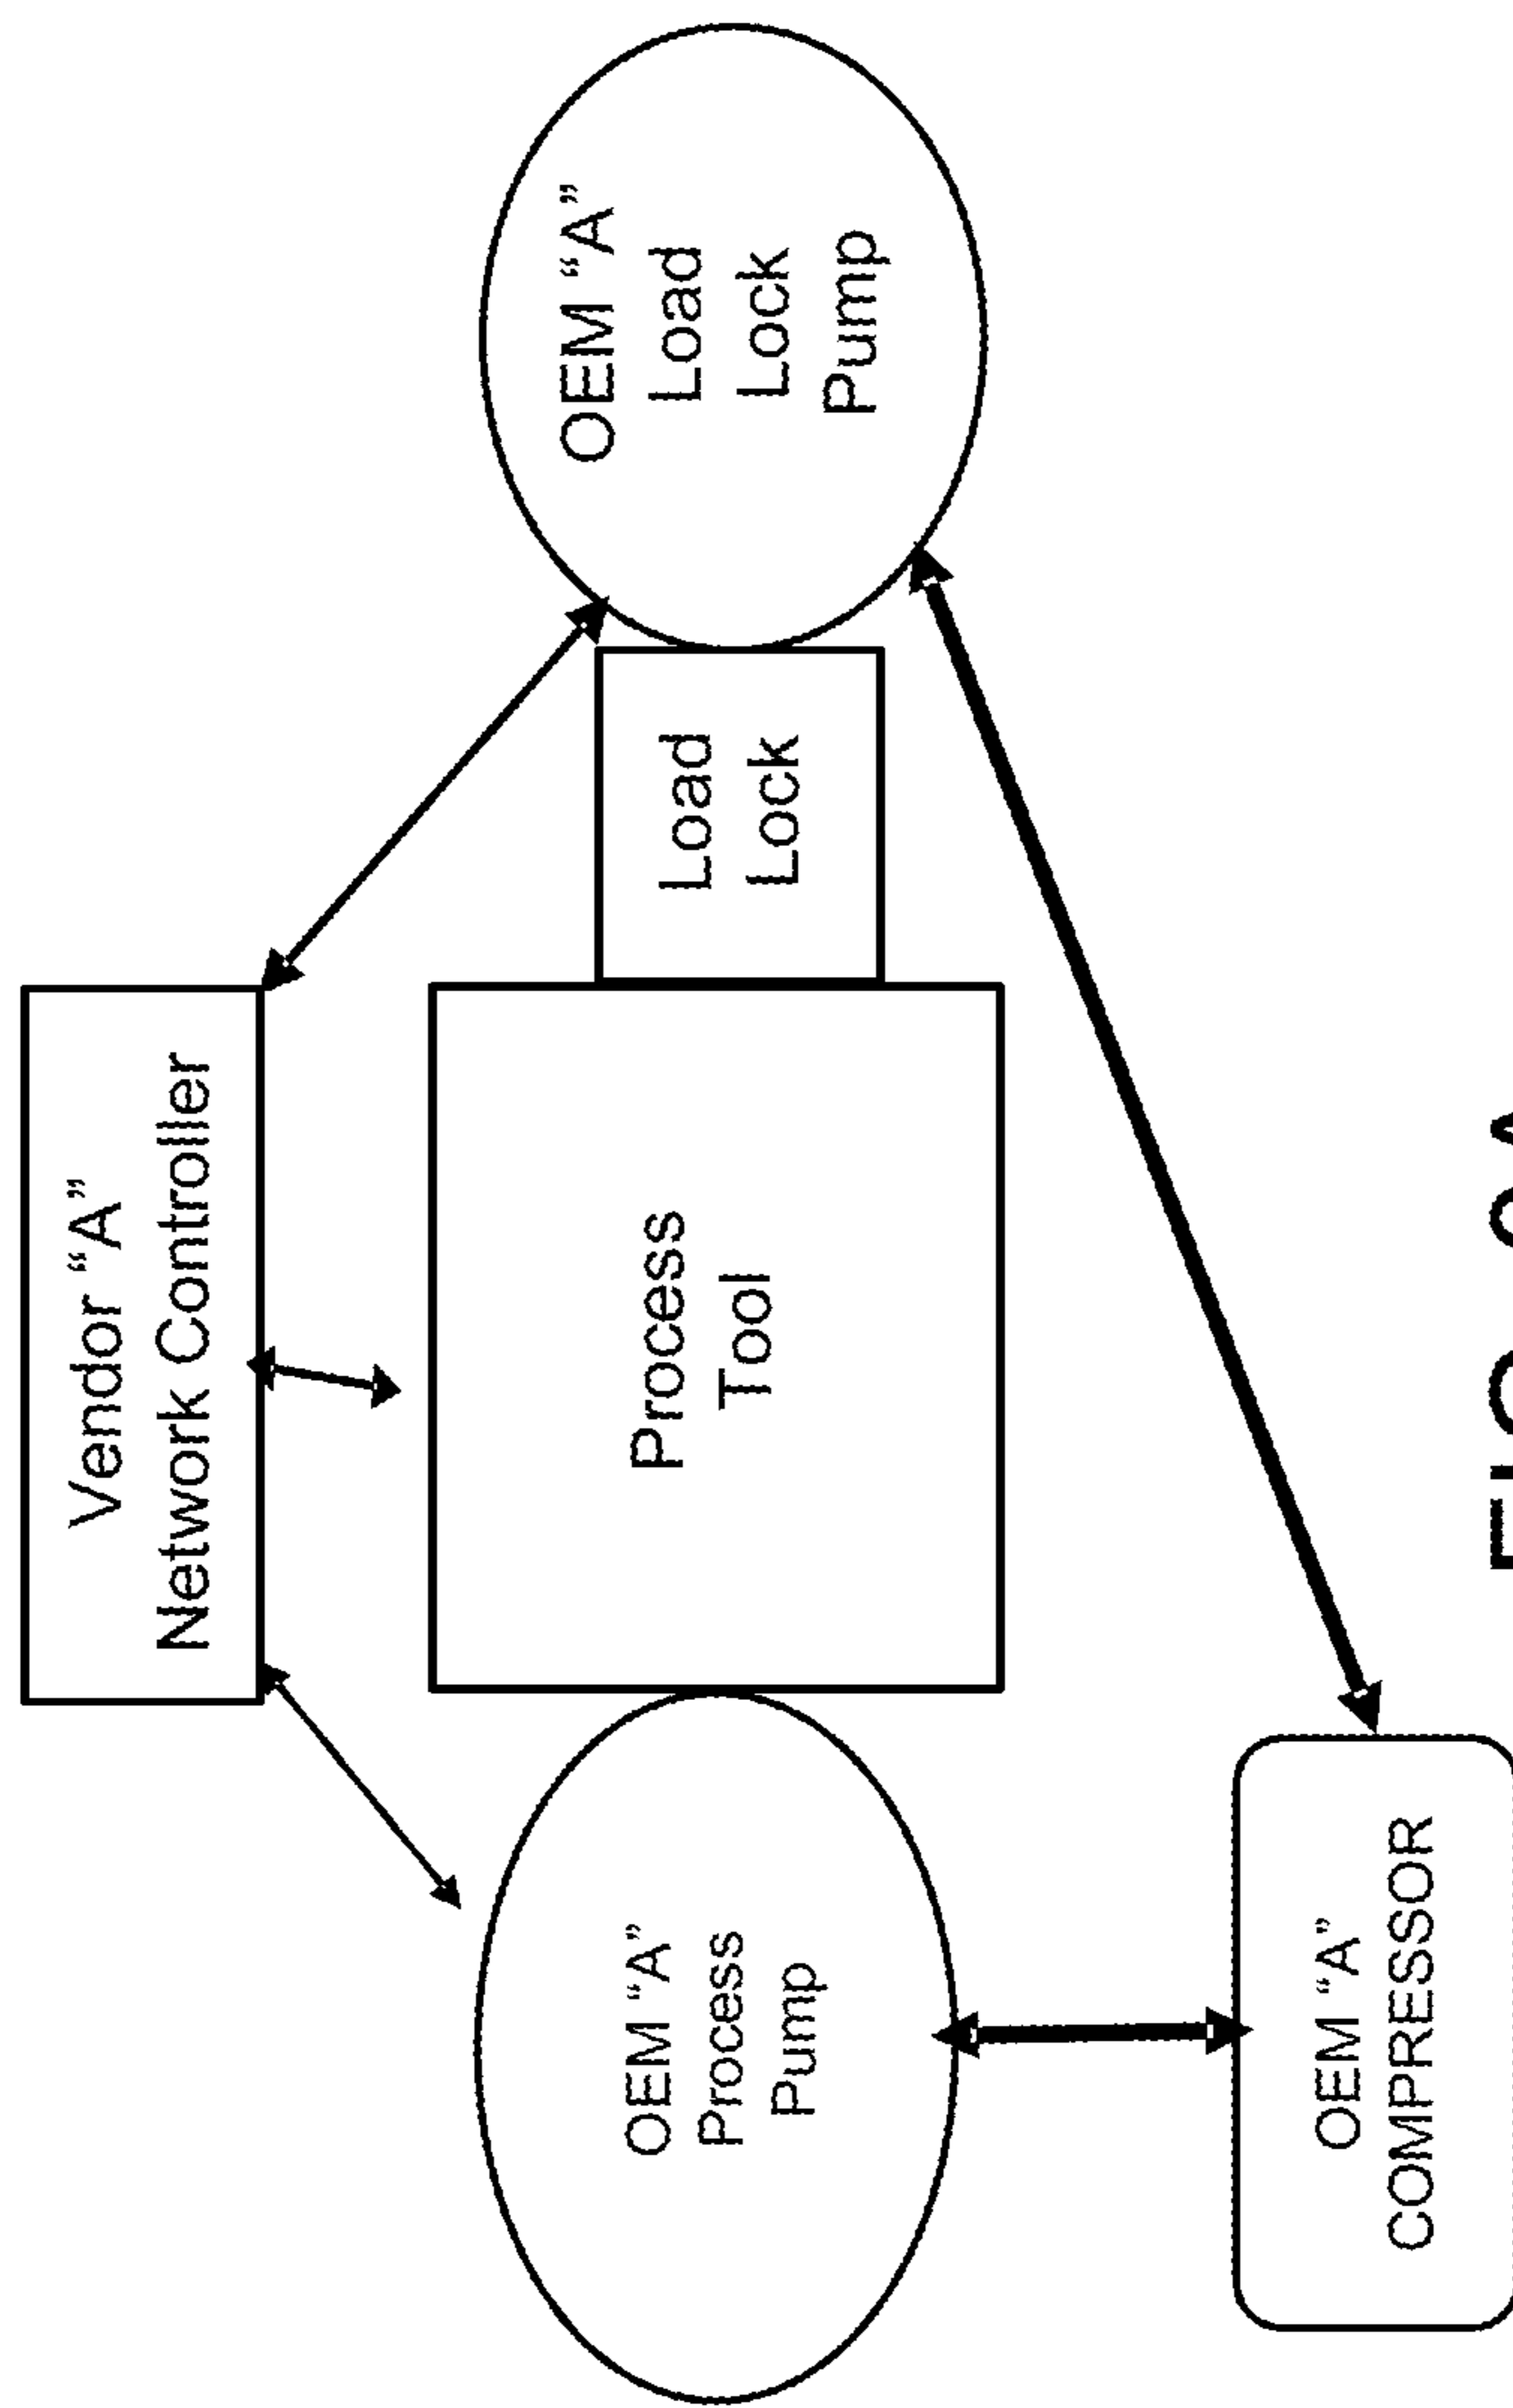 Vendor “A”
Network Controller
OEM “A”
Process
Pump
Process
Tool
Load
Lock
OEM “A”
Load
Lock
Pump
OEM “A”
COMPRESSOR